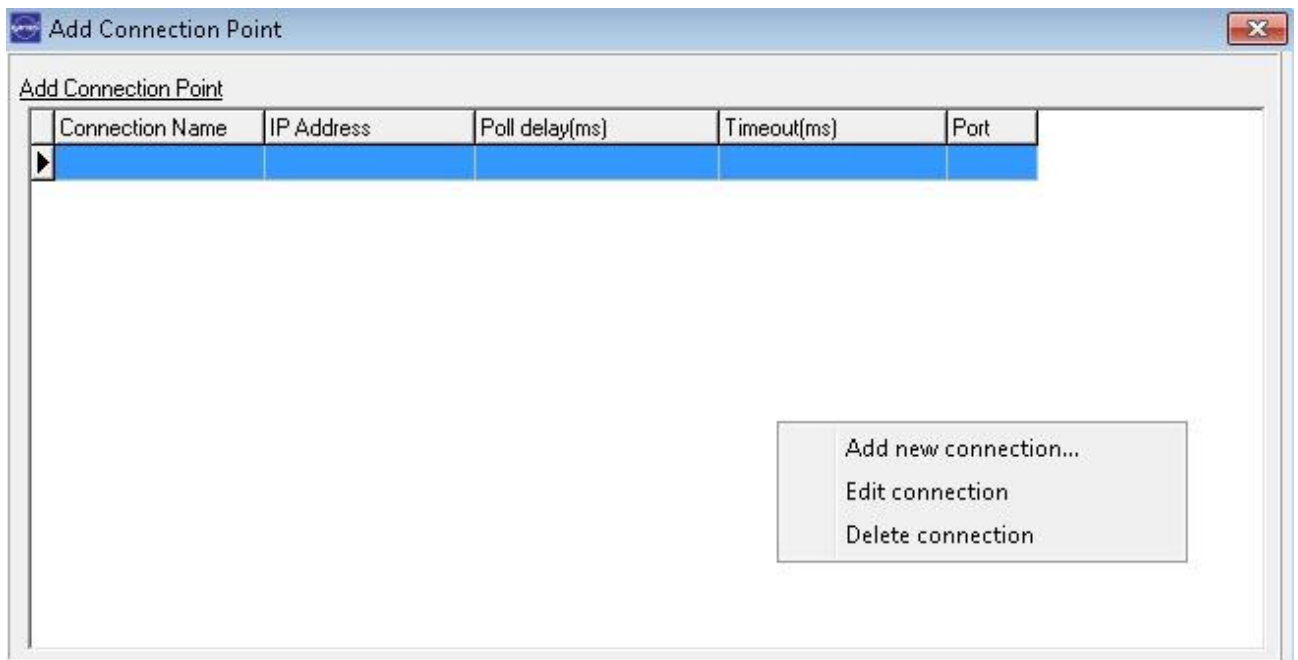 Add Connection Point
Add Connection Point
Connection Name IP Address Poll delay(ms) Timeout(ms) Port
Add new connection...
Edit connection
Delete connection